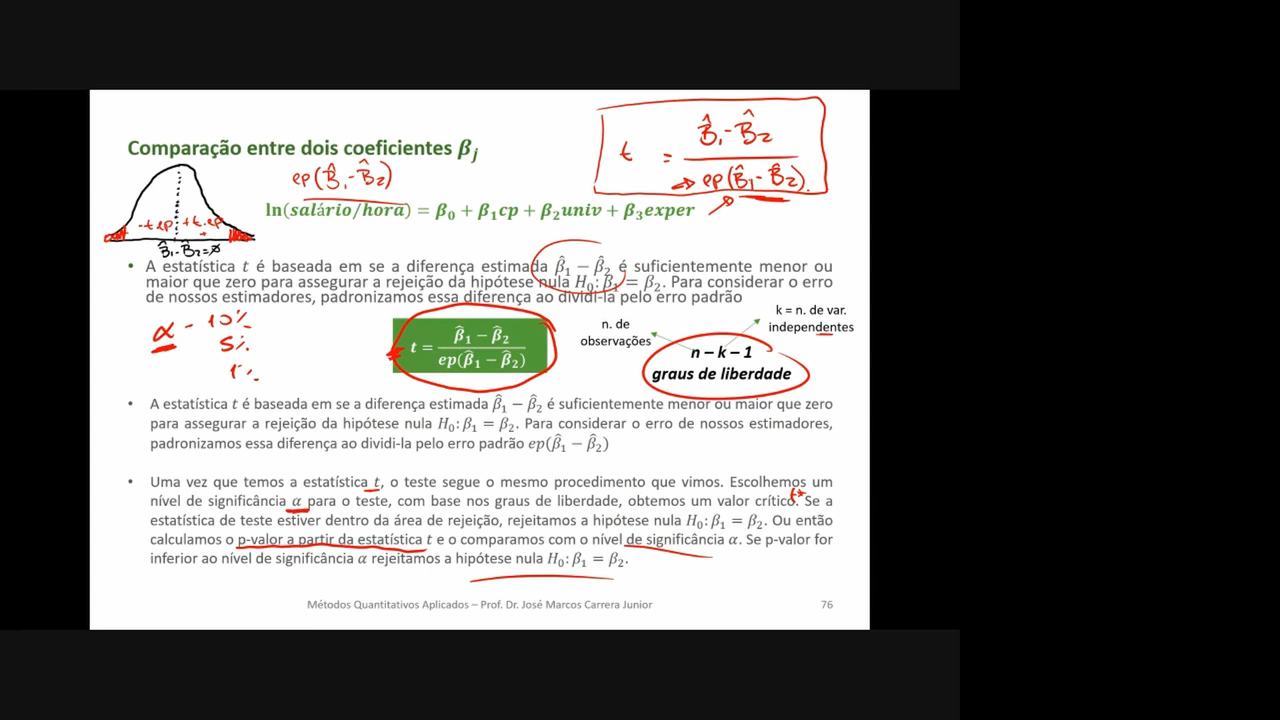 Comparação entre dois coeficientes βj
ep(β̂1-β̂2)
t = β̂1-β̂2 / ep(β̂1-β̂2)
ln(salário/hora) = β0 + β1cp + β2univ + β3exper
-t ep +t.ep
β̂1-β̂2=0
• A estatística t é baseada em se a diferença estimada β̂1 − β̂2 é suficientemente menor ou
maior que zero para assegurar a rejeição da hipótese nula H0: β1 = β2. Para considerar o erro
de nossos estimadores, padronizamos essa diferença ao dividi-la pelo erro padrão
α - 10%
5%
1%
t = β̂1 − β̂2 / ep(β̂1 − β̂2)
n. de
observações
k = n. de var.
independentes
n – k – 1
graus de liberdade
• A estatística t é baseada em se a diferença estimada β̂1 − β̂2 é suficientemente menor ou maior que zero
para assegurar a rejeição da hipótese nula H0: β1 = β2. Para considerar o erro de nossos estimadores,
padronizamos essa diferença ao dividi-la pelo erro padrão ep(β̂1 − β̂2)
• Uma vez que temos a estatística t, o teste segue o mesmo procedimento que vimos. Escolhemos um
nível de significância α para o teste, com base nos graus de liberdade, obtemos um valor crítico. t* Se a
estatística de teste estiver dentro da área de rejeição, rejeitamos a hipótese nula H0: β1 = β2. Ou então
calculamos o p-valor a partir da estatística t e o comparamos com o nível de significância α. Se p-valor for
inferior ao nível de significância α rejeitamos a hipótese nula H0: β1 = β2.
Métodos Quantitativos Aplicados – Prof. Dr. José Marcos Carrera Junior
76